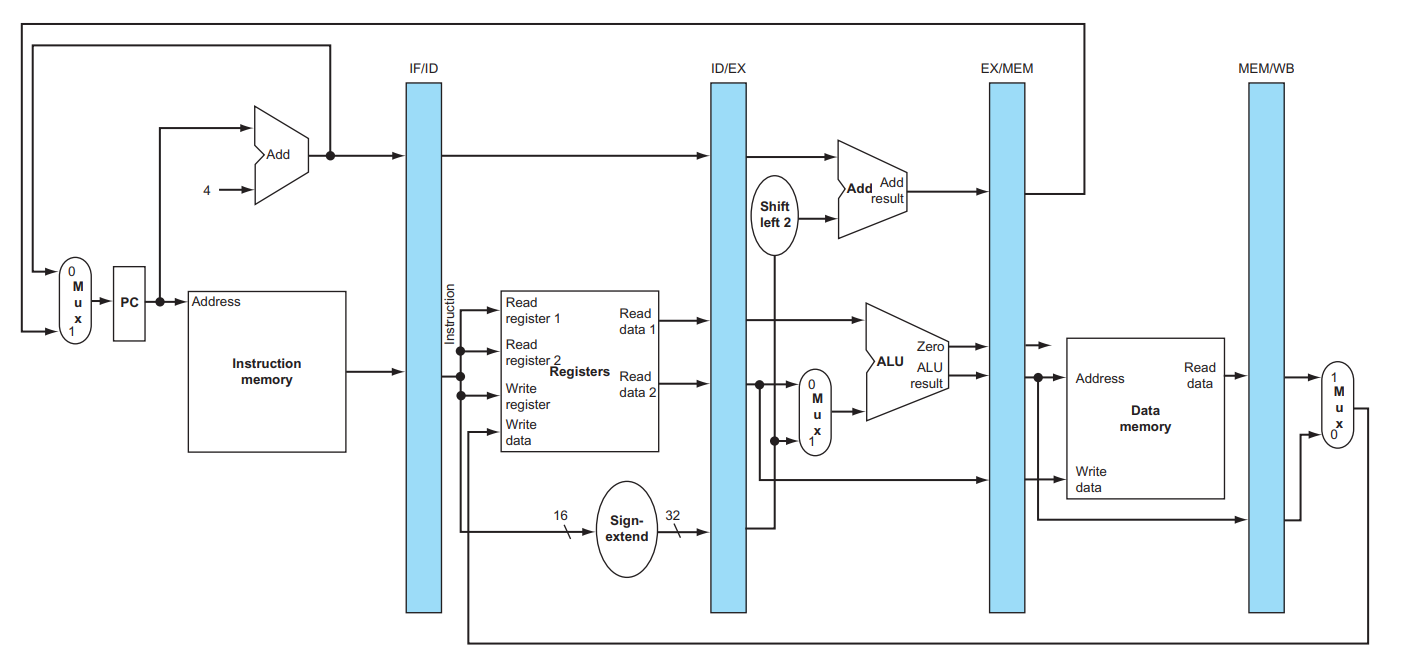 IF/ID
ID/EX
EX/MEM
MEM/WB
Add
4
0
M
u
x
1
PC
Address
Instruction
memory
Instruction
Read
register 1
Read
register 2
Write
register
Write
data
Registers
Read
data 1
Read
data 2
16
Sign-
extend
32
Shift
left 2
Add
Add
result
0
M
u
x
1
ALU
Zero
ALU
result
Address
Read
data
Data
memory
Write
data
1
M
u
x
0